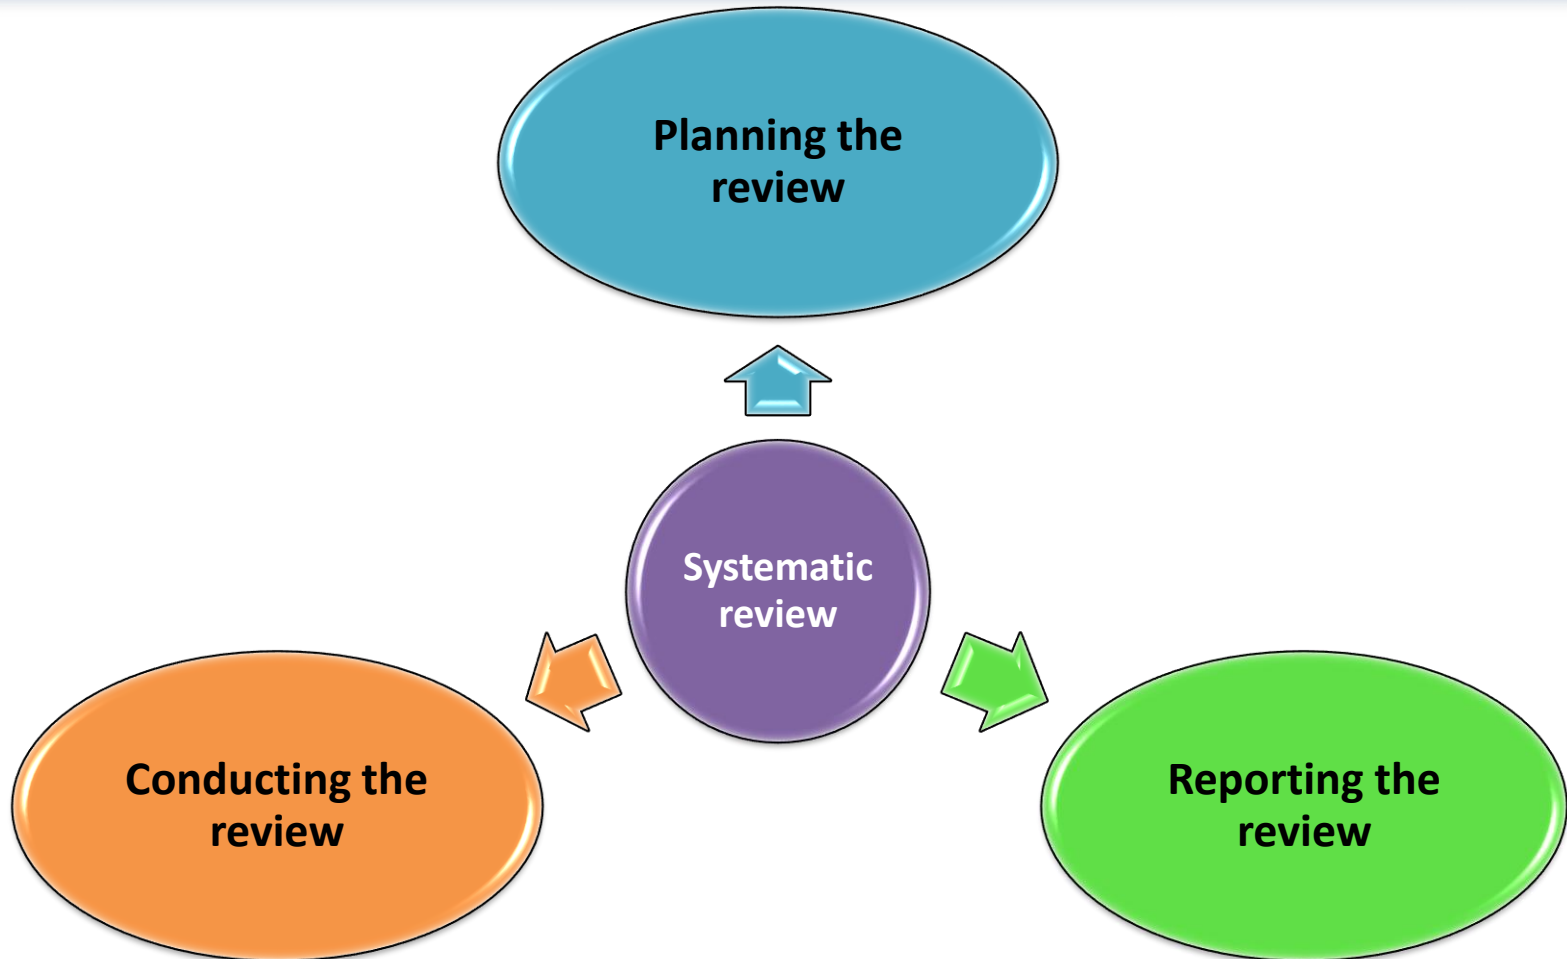 Planning the
review
Systematic
review
Conducting the
review
Reporting the
review